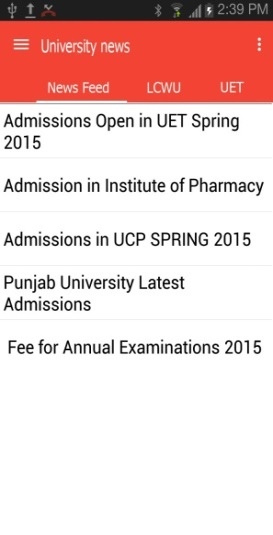 2:39 PM
University news
News Feed LCWU UET
Admissions Open in UET Spring
2015
Admission in Institute of Pharmacy
Admissions in UCP SPRING 2015
Punjab University Latest
Admissions
Fee for Annual Examinations 2015